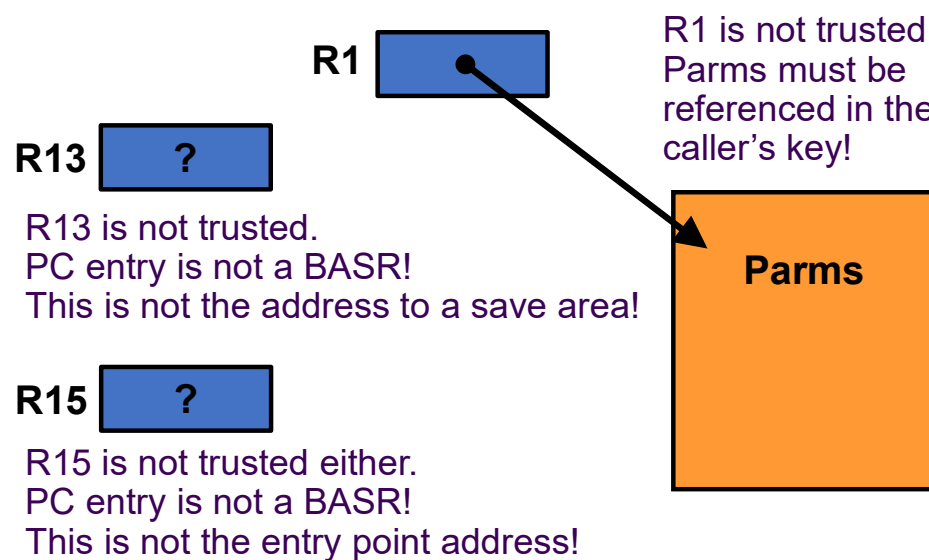 R1
R1 is not trusted
Parms must be
referenced in the
caller's key!
R13
?
R13 is not trusted.
PC entry is not a BASR!
This is not the address to a save area!
Parms
R15
?
R15 is not trusted either.
PC entry is not a BASR!
This is not the entry point address!